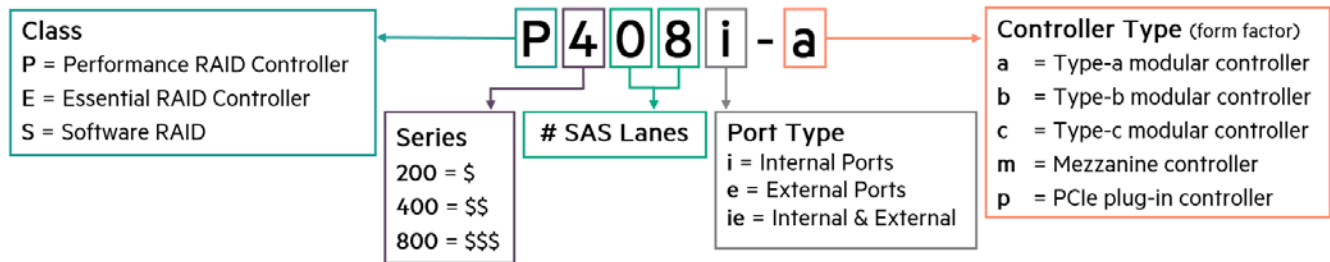 P408i-a
Class
P = Performance RAID Controller
E = Essential RAID Controller
S = Software RAID
Series
200 = $
400 = $$
800 = $$$
# SAS Lanes
Port Type
i = Internal Ports
e = External Ports
ie = Internal & External
Controller Type (form factor)
a = Type-a modular controller
b = Type-b modular controller
c = Type-c modular controller
m = Mezzanine controller
p = PCIe plug-in controller